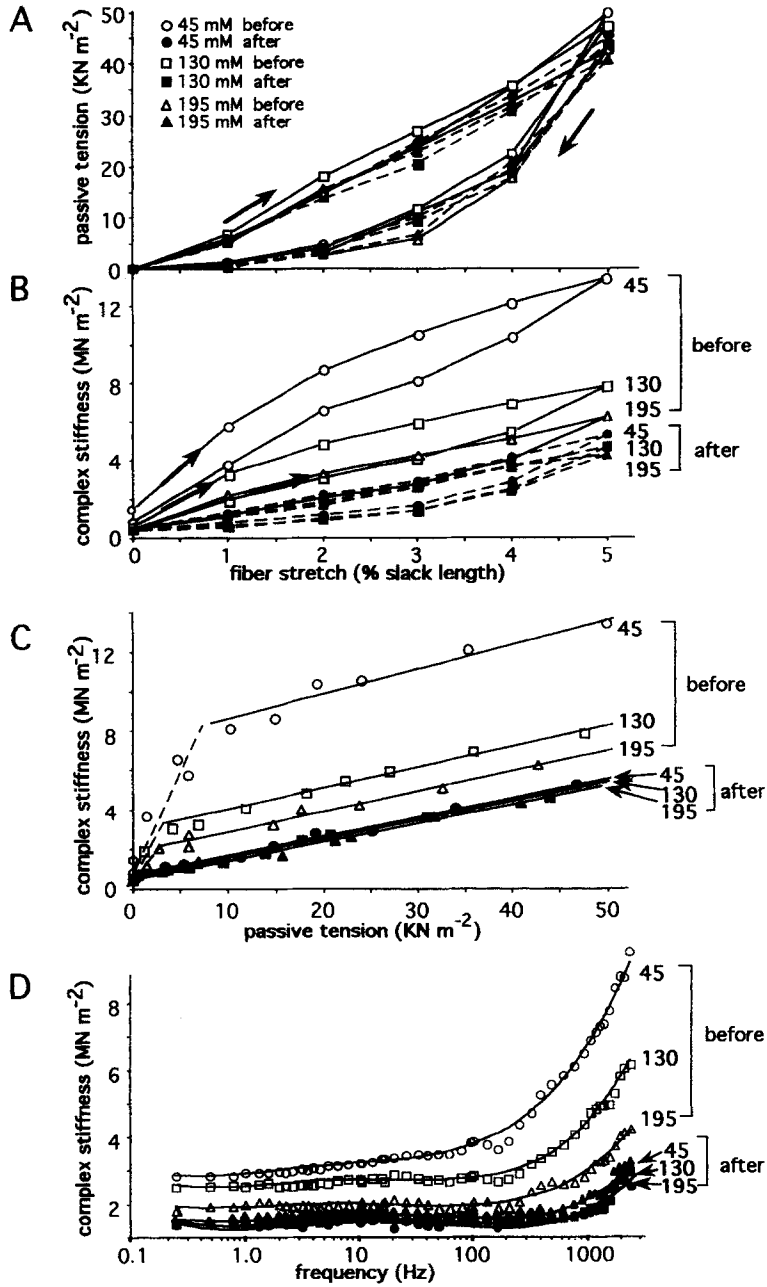 A
passive tension (KN m-2)
50
40
30
20
10
0
45 mM before
45 mM after
130 mM before
130 mM after
195 mM before
195 mM after
B
complex stiffness (MN m-2)
12
8
4
0
0 1 2 3 4 5
fiber stretch (% slack length)
45
130
195
before
45
130
195
after
C
complex stiffness (MN m-2)
12
8
4
0
0 10 20 30 40 50
passive tension (KN m-2)
45
130
195
before
45
130
195
after
D
complex stiffness (MN m-2)
8
6
4
2
0.1 1.0 10 100 1000
frequency (Hz)
45
130
195
before
45
130
195
after